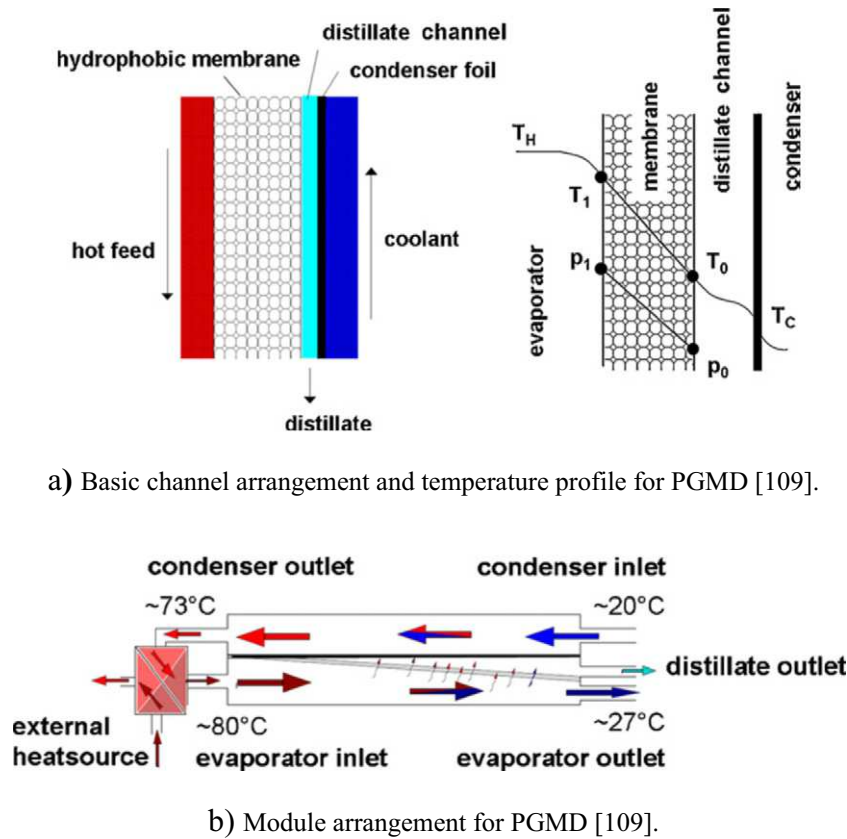 distillate channel
hydrophobic membrane
condenser foil
hot feed
coolant
distillate
T_H
T_1
p_1
evaporator
membrane
distillate channel
condenser
T_0
T_C
p_0
a) Basic channel arrangement and temperature profile for PGMD [109].
condenser outlet
condenser inlet
~73°C
~20°C
distillate outlet
external
heatsource
~80°C
evaporator inlet
~27°C
evaporator outlet
b) Module arrangement for PGMD [109].